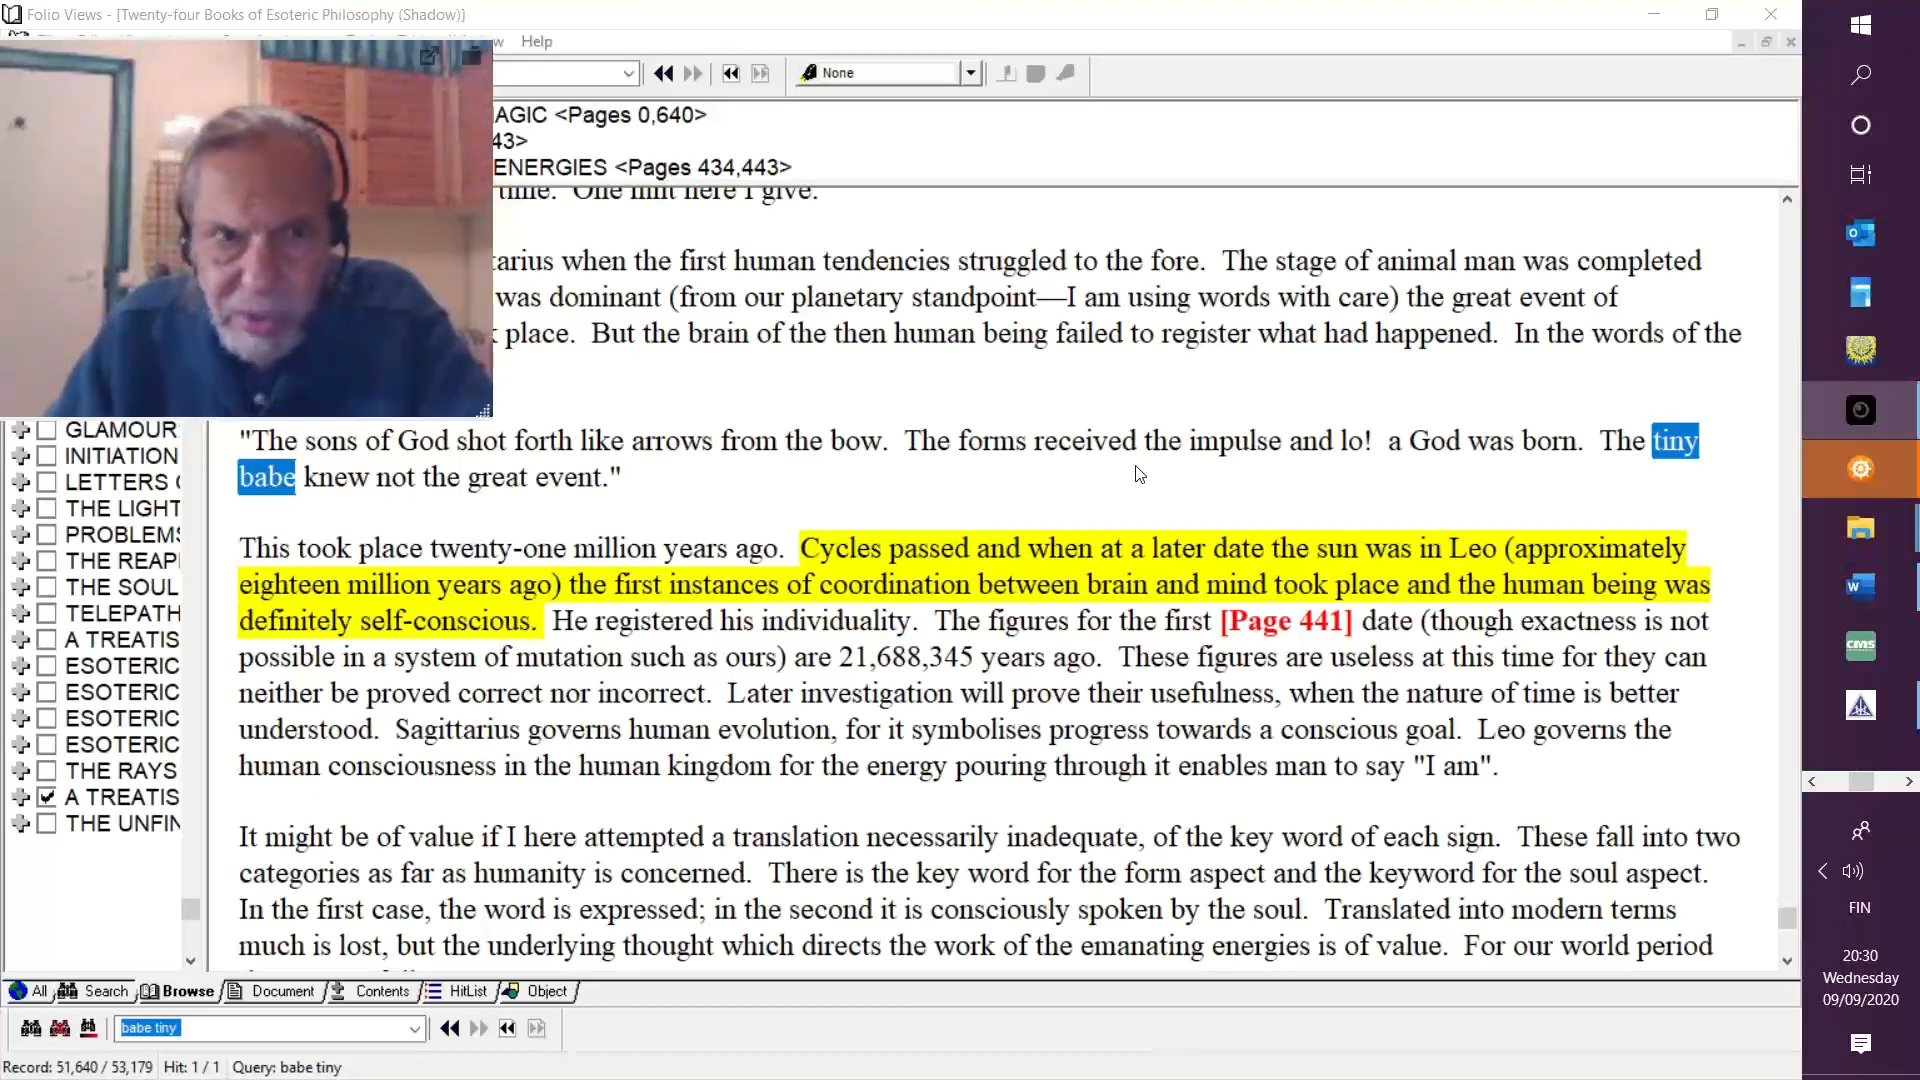 Folio Views - [Twenty-four Books of Esoteric Philosophy (Shadow)]
Help
None
AGIC <Pages 0,640>
43>
ENERGIES <Pages 434,443>
time. One hint here I give.
tarius when the first human tendencies struggled to the fore. The stage of animal man was completed
was dominant (from our planetary standpoint—I am using words with care) the great event of
place. But the brain of the then human being failed to register what had happened. In the words of the
"The sons of God shot forth like arrows from the bow. The forms received the impulse and lo! a God was born. The tiny
babe knew not the great event."
This took place twenty-one million years ago. Cycles passed and when at a later date the sun was in Leo (approximately
eighteen million years ago) the first instances of coordination between brain and mind took place and the human being was
definitely self-conscious. He registered his individuality. The figures for the first [Page 441] date (though exactness is not
possible in a system of mutation such as ours) are 21,688,345 years ago. These figures are useless at this time for they can
neither be proved correct nor incorrect. Later investigation will prove their usefulness, when the nature of time is better
understood. Sagittarius governs human evolution, for it symbolises progress towards a conscious goal. Leo governs the
human consciousness in the human kingdom for the energy pouring through it enables man to say "I am".
It might be of value if I here attempted a translation necessarily inadequate, of the key word of each sign. These fall into two
categories as far as humanity is concerned. There is the key word for the form aspect and the keyword for the soul aspect.
In the first case, the word is expressed; in the second it is consciously spoken by the soul. Translated into modern terms
much is lost, but the underlying thought which directs the work of the emanating energies is of value. For our world period
GLAMOUR
INITIATION
LETTERS
THE LIGHT
PROBLEMS
THE REAP
THE SOUL
TELEPATH
A TREATIS
ESOTERIC
ESOTERIC
ESOTERIC
ESOTERIC
THE RAYS
A TREATIS
THE UNFIN
All Search Browse Document Contents HitList Object
babe tiny
Record: 51,640 / 53,179 Hit: 1 / 1 Query: babe tiny
CMS
FIN
20:30
Wednesday
09/09/2020